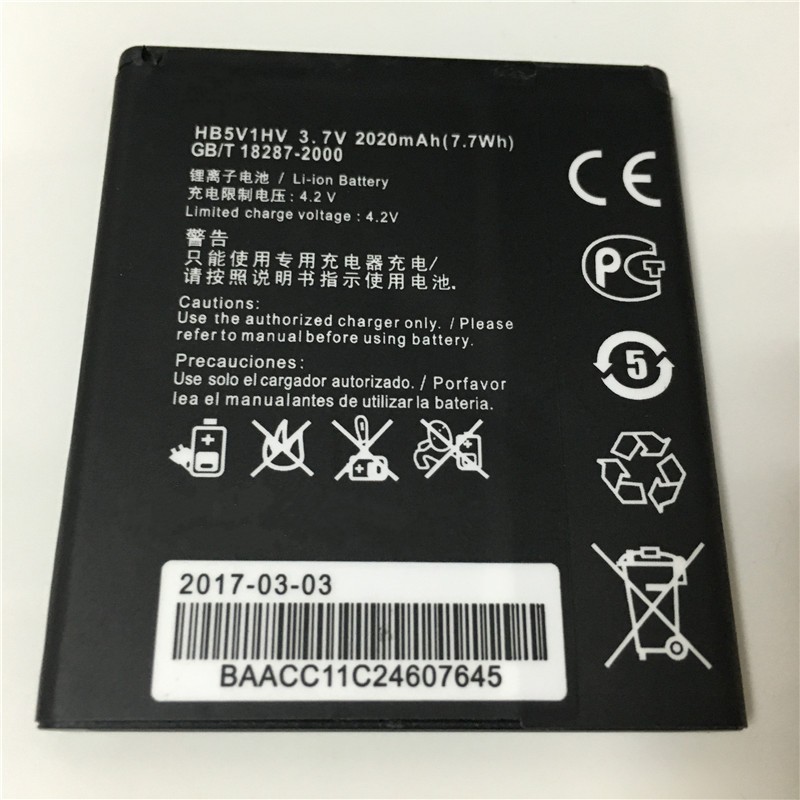 HB5V1HV 3.7V 2020mAh(7.7Wh)
GB/T 18287-2000
锂离子电池 / Li-ion Battery
充电限制电压: 4.2 V
Limited charge voltage : 4.2V
警告
只能使用专用充电器充电/
请按照说明书指示使用电池.
Cautions:
Use the authorized charger only. / Please
refer to manual before using battery.
Precauciones:
Use solo el cargador autorizado. / Porfavor
lea el manualantes de utilizar la bateria.
CE
PCT
5
2017-03-03
BAACC11C24607645